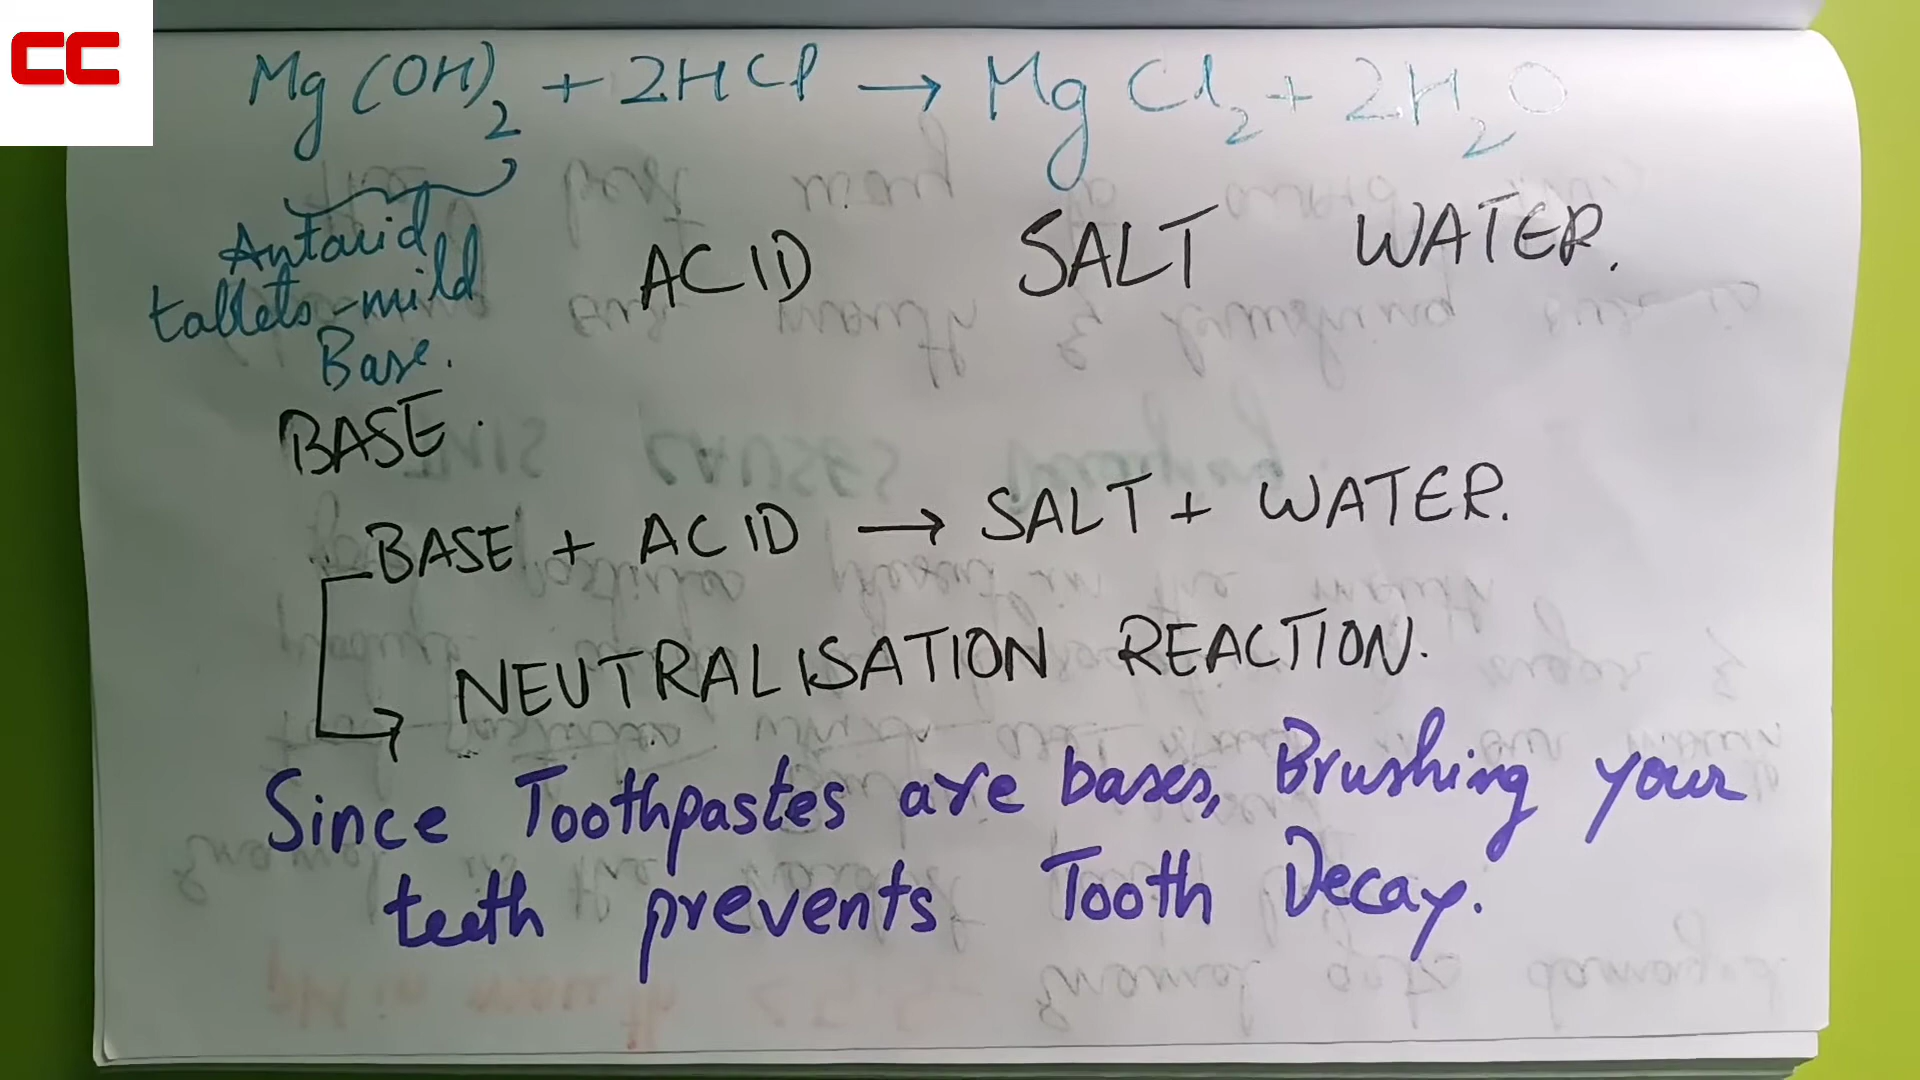 CC
Mg(OH)₂ + 2HCl → MgCl₂ + 2H₂O
Antacid
tablets-mild
Base.
ACID SALT WATER.
BASE.
BASE + ACID → SALT + WATER.
NEUTRALISATION REACTION.
Since Toothpastes are bases, Brushing your
teeth prevents Tooth Decay.